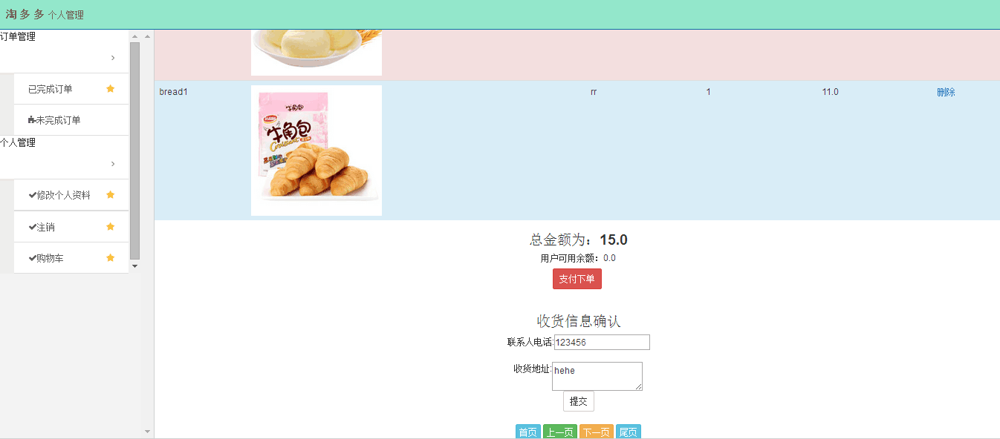 淘 多 多 个人管理
订单管理
已完成订单
未完成订单
个人管理
修改个人资料
注销
购物车
bread1 rr 1 11.0 删除
牛角包
牛角包
Croissant
总金额为：15.0
用户可用余额：0.0
支付下单
收货信息确认
联系人电话:123456
收货地址:hehe
提交
首页 上一页 下一页 尾页